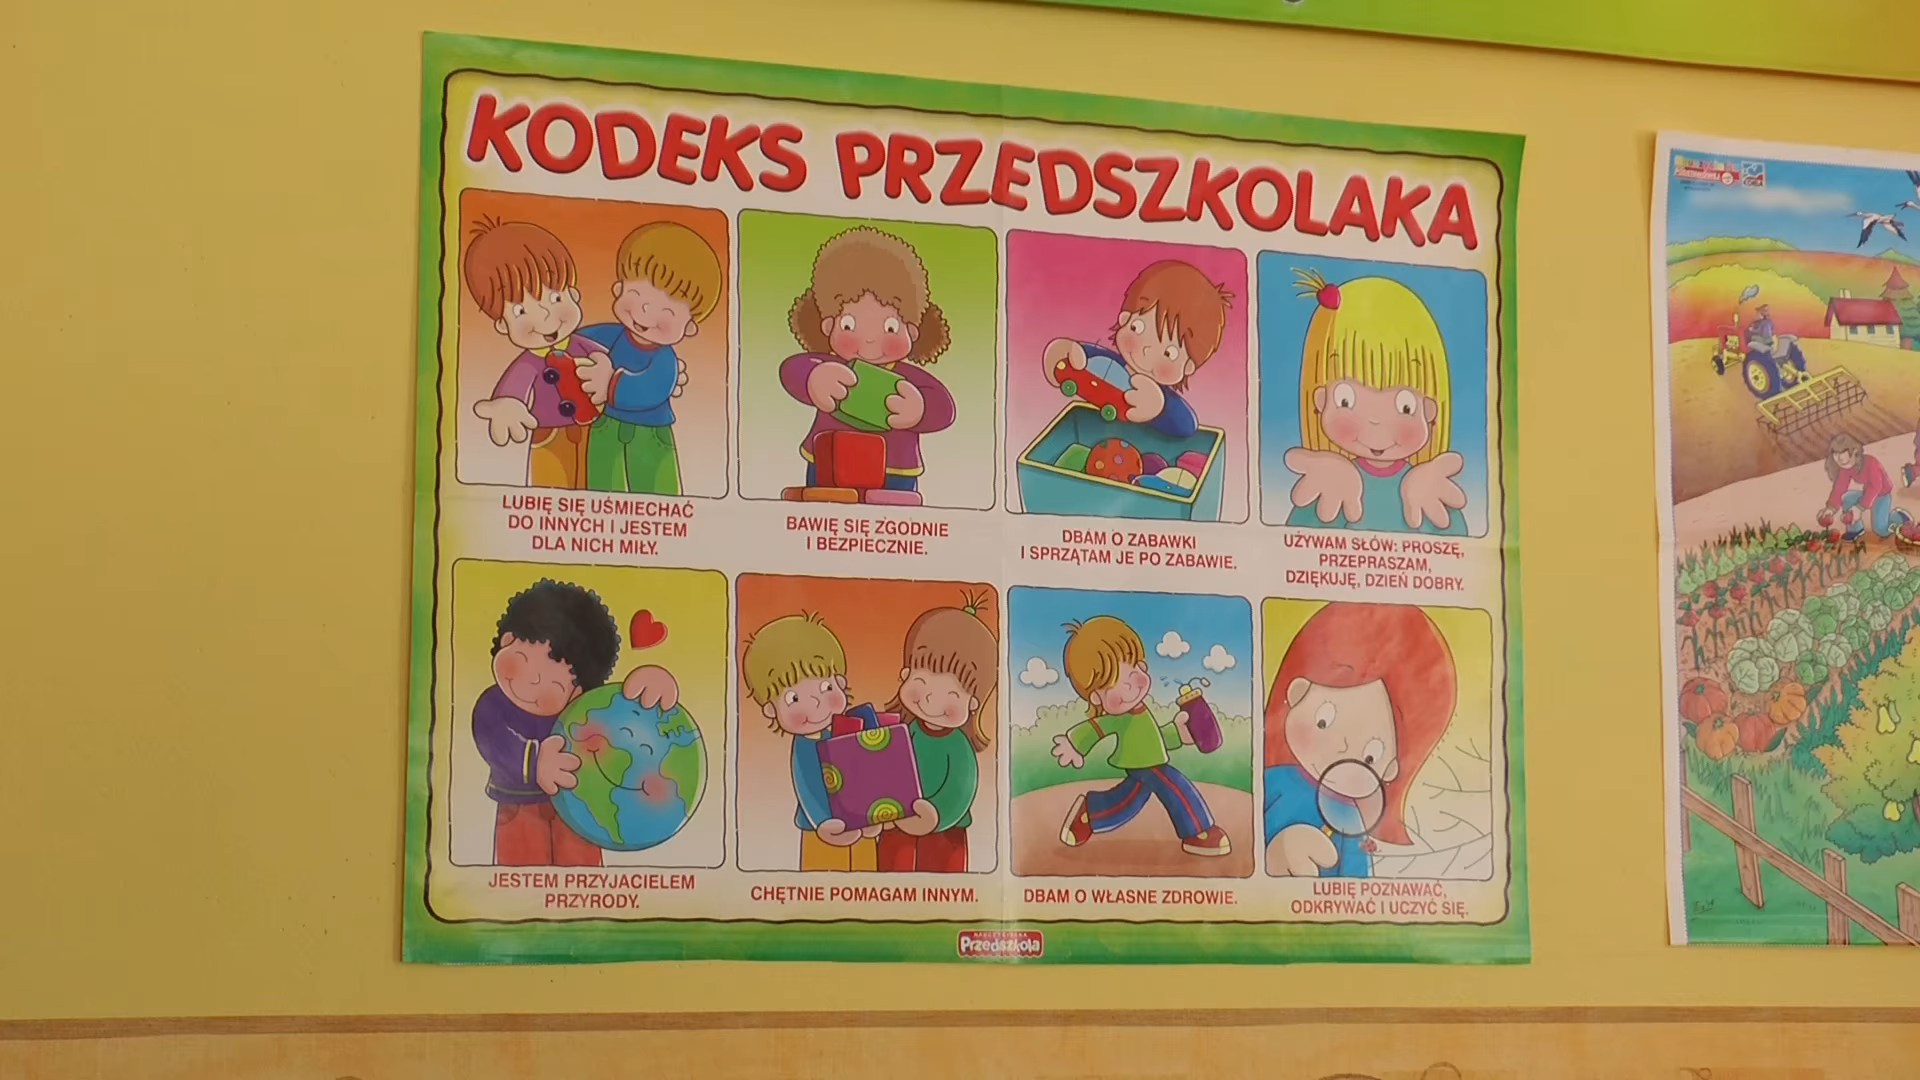 KODEKS PRZEDSZKOLAKA
LUBIĘ SIĘ UŚMIECHAĆ
DO INNYCH I JESTEM
DLA NICH MIŁY.
BAWIĘ SIĘ ZGODNIE
I BEZPIECZNIE.
DBAM O ZABAWKI
I SPRZĄTAM JE PO ZABAWIE.
UŻYWAM SŁÓW: PROSZĘ,
PRZEPRASZAM,
DZIĘKUJĘ, DZIEŃ DOBRY.
JESTEM PRZYJACIELEM
PRZYRODY.
CHĘTNIE POMAGAM INNYM.
DBAM O WŁASNE ZDROWIE.
LUBIĘ POZNAWAĆ,
ODKRYWAĆ I UCZYĆ SIĘ.
Przedszkola